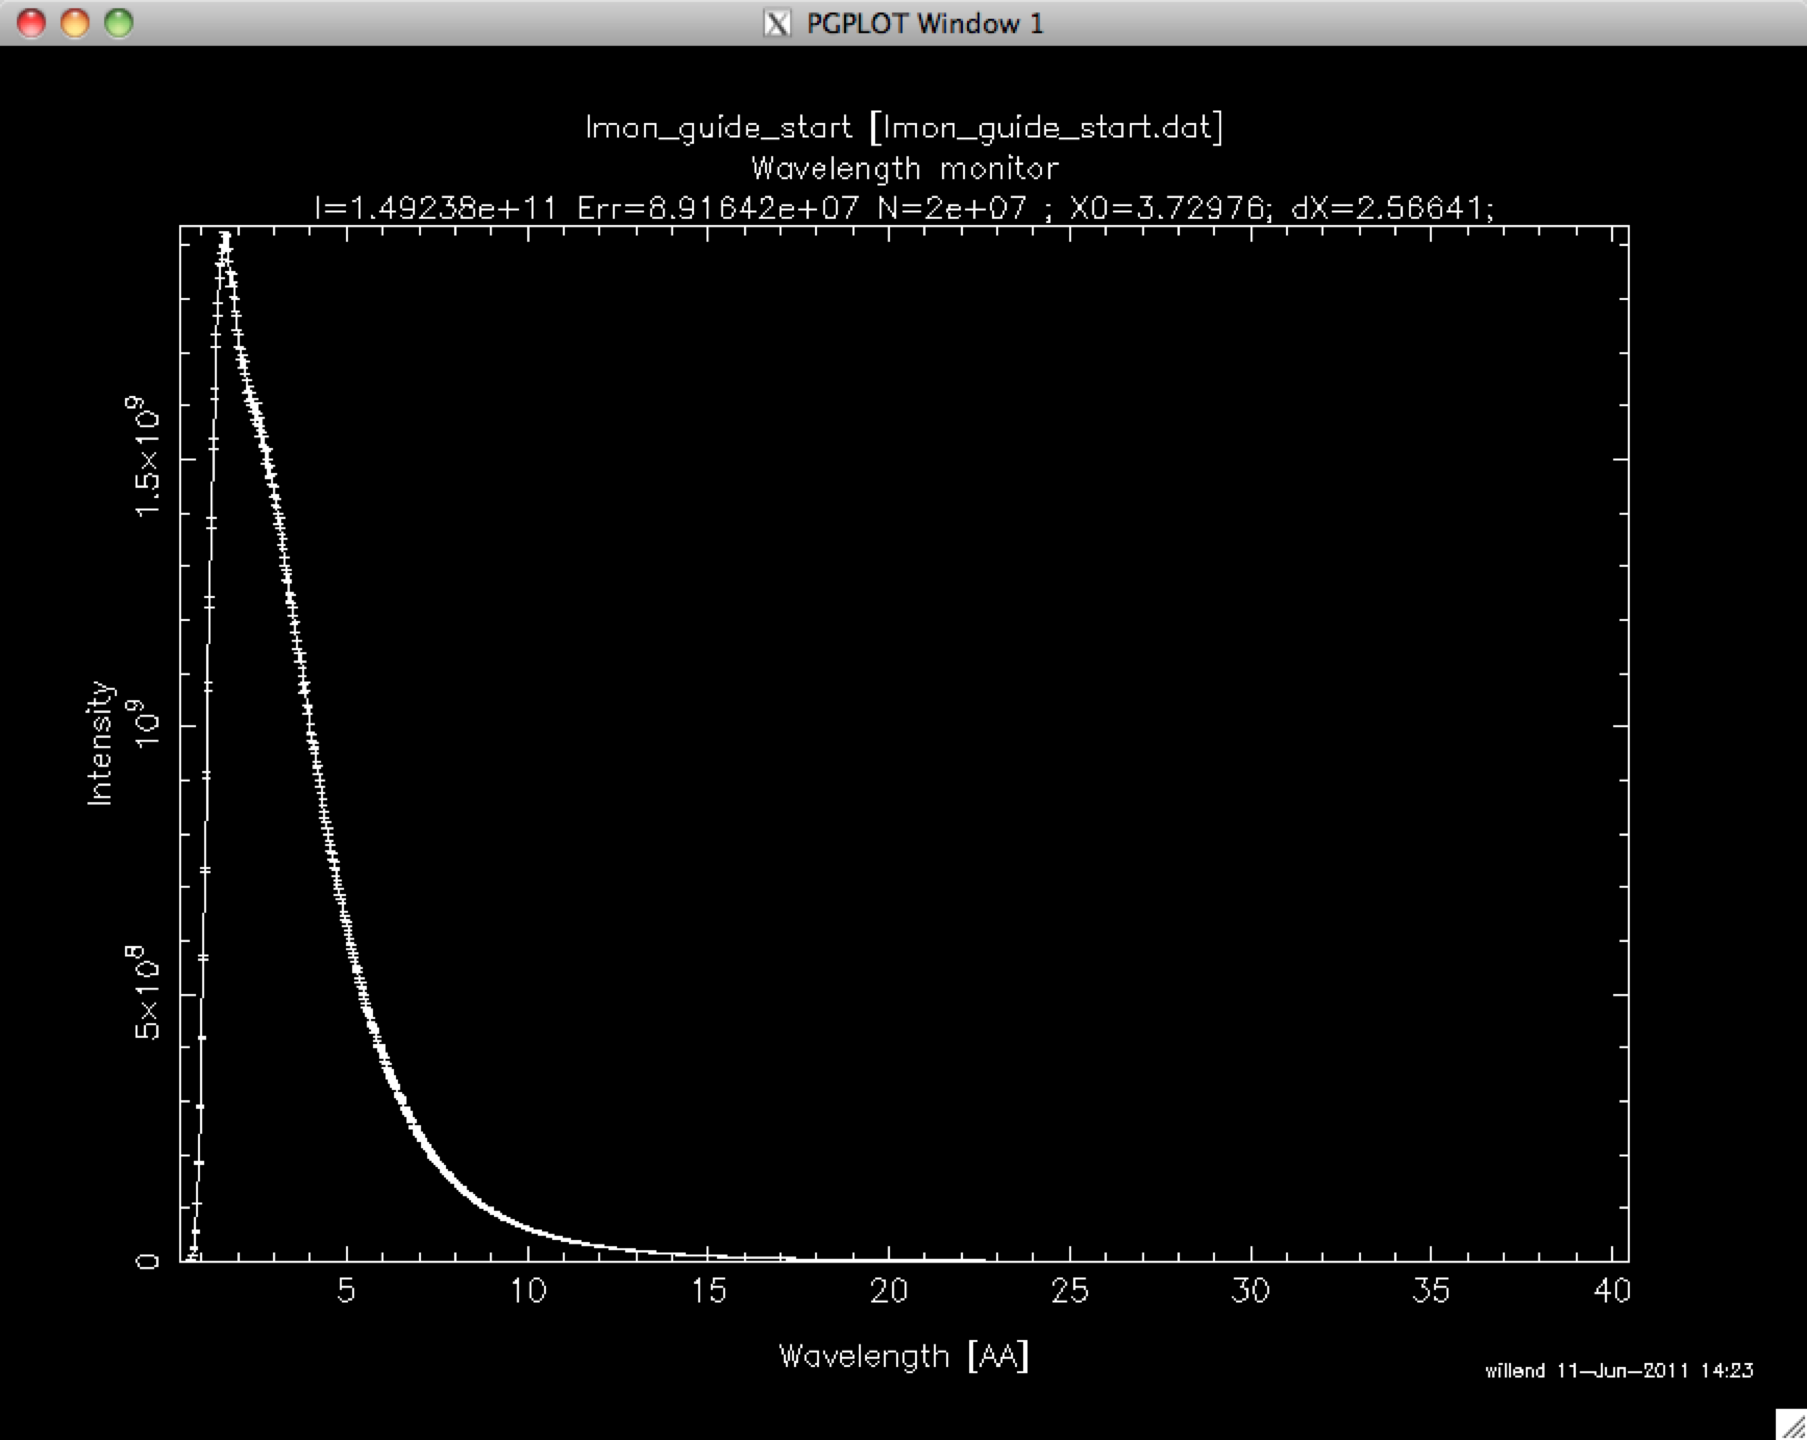 PGPLOT Window 1
lmon_guide_start [lmon_guide_start.dat]
Wavelength monitor
I=1.49238e+11 Err=8.91642e+07 N=2e+07 ; X0=3.72976; dX=2.56641;
Intensity
1.5×10⁹
10⁹
5×10⁸
0
5 10 15 20 25 30 35 40
Wavelength [AA]
willend 11-Jun-2011 14:23